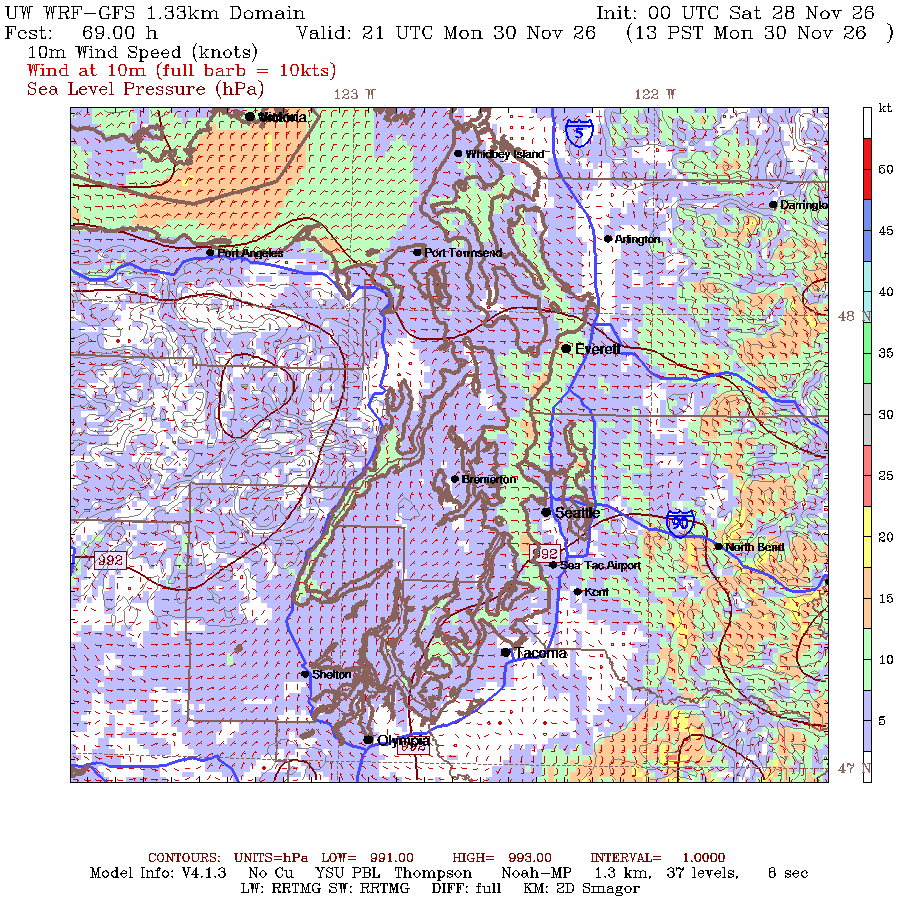 UW WRF-GFS 1.33km Domain Init: 00 UTC Sat 28 Nov 26
Fcst: 69.00 h Valid: 21 UTC Mon 30 Nov 26 (13 PST Mon 30 Nov 26 )
10m Wind Speed (knots)
Wind at 10m (full barb = 10kts)
Sea Level Pressure (hPa)
123 W 122 W
kt
Victoria
5
Whidbey Island
60
Darringto
45
Arlington
Port Angeles
Port Townsend
40
48 N
Everett
35
30
25
Bremerton
Seattle
90
20
North Bend
992
992
Sea Tac Airport
Kent
15
Tacoma
10
Shelton
5
Olympia
992
47 N
CONTOURS: UNITS=hPa LOW= 991.00 HIGH= 993.00 INTERVAL= 1.0000
Model Info: V4.1.3 No Cu YSU PBL Thompson Noah-MP 1.3 km, 37 levels, 8 sec
LW: RRTMG SW: RRTMG DIFF: full KM: 2D Smagor